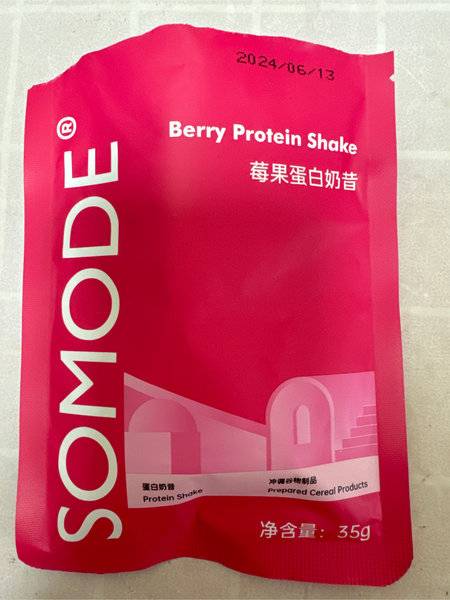 2024/06/13
SOMODE®
Berry Protein Shake
莓果蛋白奶昔
蛋白奶昔
Protein Shake
冲调谷物制品
Prepared Cereal Products
净含量: 35g